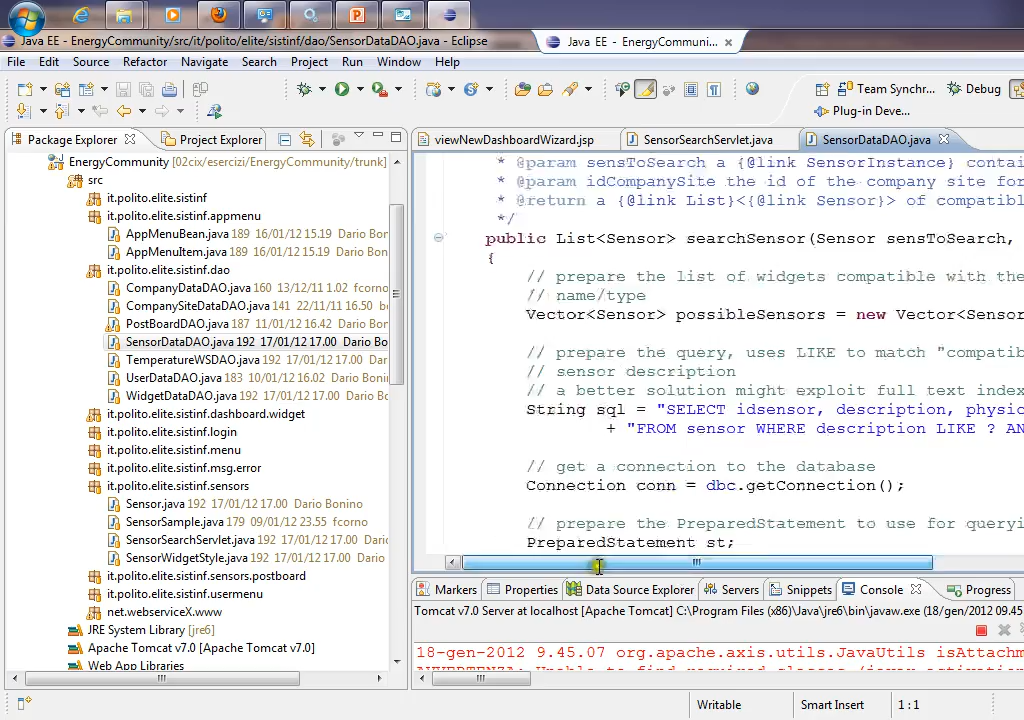 Java EE - EnergyCommunity/src/it/polito/elite/sistinf/dao/SensorDataDAO.java - Eclipse
Java EE - EnergyCommuni...
File Edit Source Refactor Navigate Search Project Run Window Help
Team Synchr... Debug
Plug-in Deve...
Package Explorer Project Explorer
viewNewDashboardWizard.jsp SensorSearchServlet.java SensorDataDAO.java
EnergyCommunity [02cix/esercizi/EnergyCommunity/trunk]
src
it.polito.elite.sistinf
it.polito.elite.sistinf.appmenu
AppMenuBean.java 189 16/01/12 15.19 Dario Bon
AppMenuItem.java 189 16/01/12 15.19 Dario Bon
it.polito.elite.sistinf.dao
CompanyDataDAO.java 160 13/12/11 1.02 fcorno
CompanySiteDataDAO.java 141 22/11/11 16.50 b
PostBoardDAO.java 187 11/01/12 16.42 Dario Bon
SensorDataDAO.java 192 17/01/12 17.00 Dario Bo
TemperatureWSDAO.java 192 17/01/12 17.00 Dar
UserDataDAO.java 183 10/01/12 16.02 Dario Bonin
WidgetDataDAO.java 192 17/01/12 17.00 Dario B
it.polito.elite.sistinf.dashboard.widget
it.polito.elite.sistinf.login
it.polito.elite.sistinf.menu
it.polito.elite.sistinf.msg.error
it.polito.elite.sistinf.sensors
Sensor.java 192 17/01/12 17.00 Dario Bonino
SensorSample.java 179 09/01/12 23.55 fcorno
SensorSearchServlet.java 192 17/01/12 17.00 Dario
SensorWidgetStyle.java 192 17/01/12 17.00 Dario
it.polito.elite.sistinf.sensors.postboard
it.polito.elite.sistinf.usermenu
net.webserviceX.www
JRE System Library [jre6]
Apache Tomcat v7.0 [Apache Tomcat v7.0]
Web App Libraries
* @param sensToSearch a {@link SensorInstance} contai
* @param idCompanySite the id of the company site for
* @return a {@link List}<{@link Sensor}> of compatibl
*/
public List<Sensor> searchSensor(Sensor sensToSearch,
{
// prepare the list of widgets compatible with the
// name/type
Vector<Sensor> possibleSensors = new Vector<Sensor
// prepare the query, uses LIKE to match "compatib
// sensor description
// a better solution might exploit full text index
String sql = "SELECT idsensor, description, physic
+ "FROM sensor WHERE description LIKE ? AN
// get a connection to the database
Connection conn = dbc.getConnection();
// prepare the PreparedStatement to use for queryi
PreparedStatement st;
Markers Properties Data Source Explorer Servers Snippets Console Progress
Tomcat v7.0 Server at localhost [Apache Tomcat] C:\Program Files (x86)\Java\jre6\bin\javaw.exe (18/gen/2012 09.45
18-gen-2012 9.45.07 org.apache.axis.utils.JavaUtils isAttachm
AVVERTENZA: Unable to find required classes (javax.activation
Writable Smart Insert 1 : 1